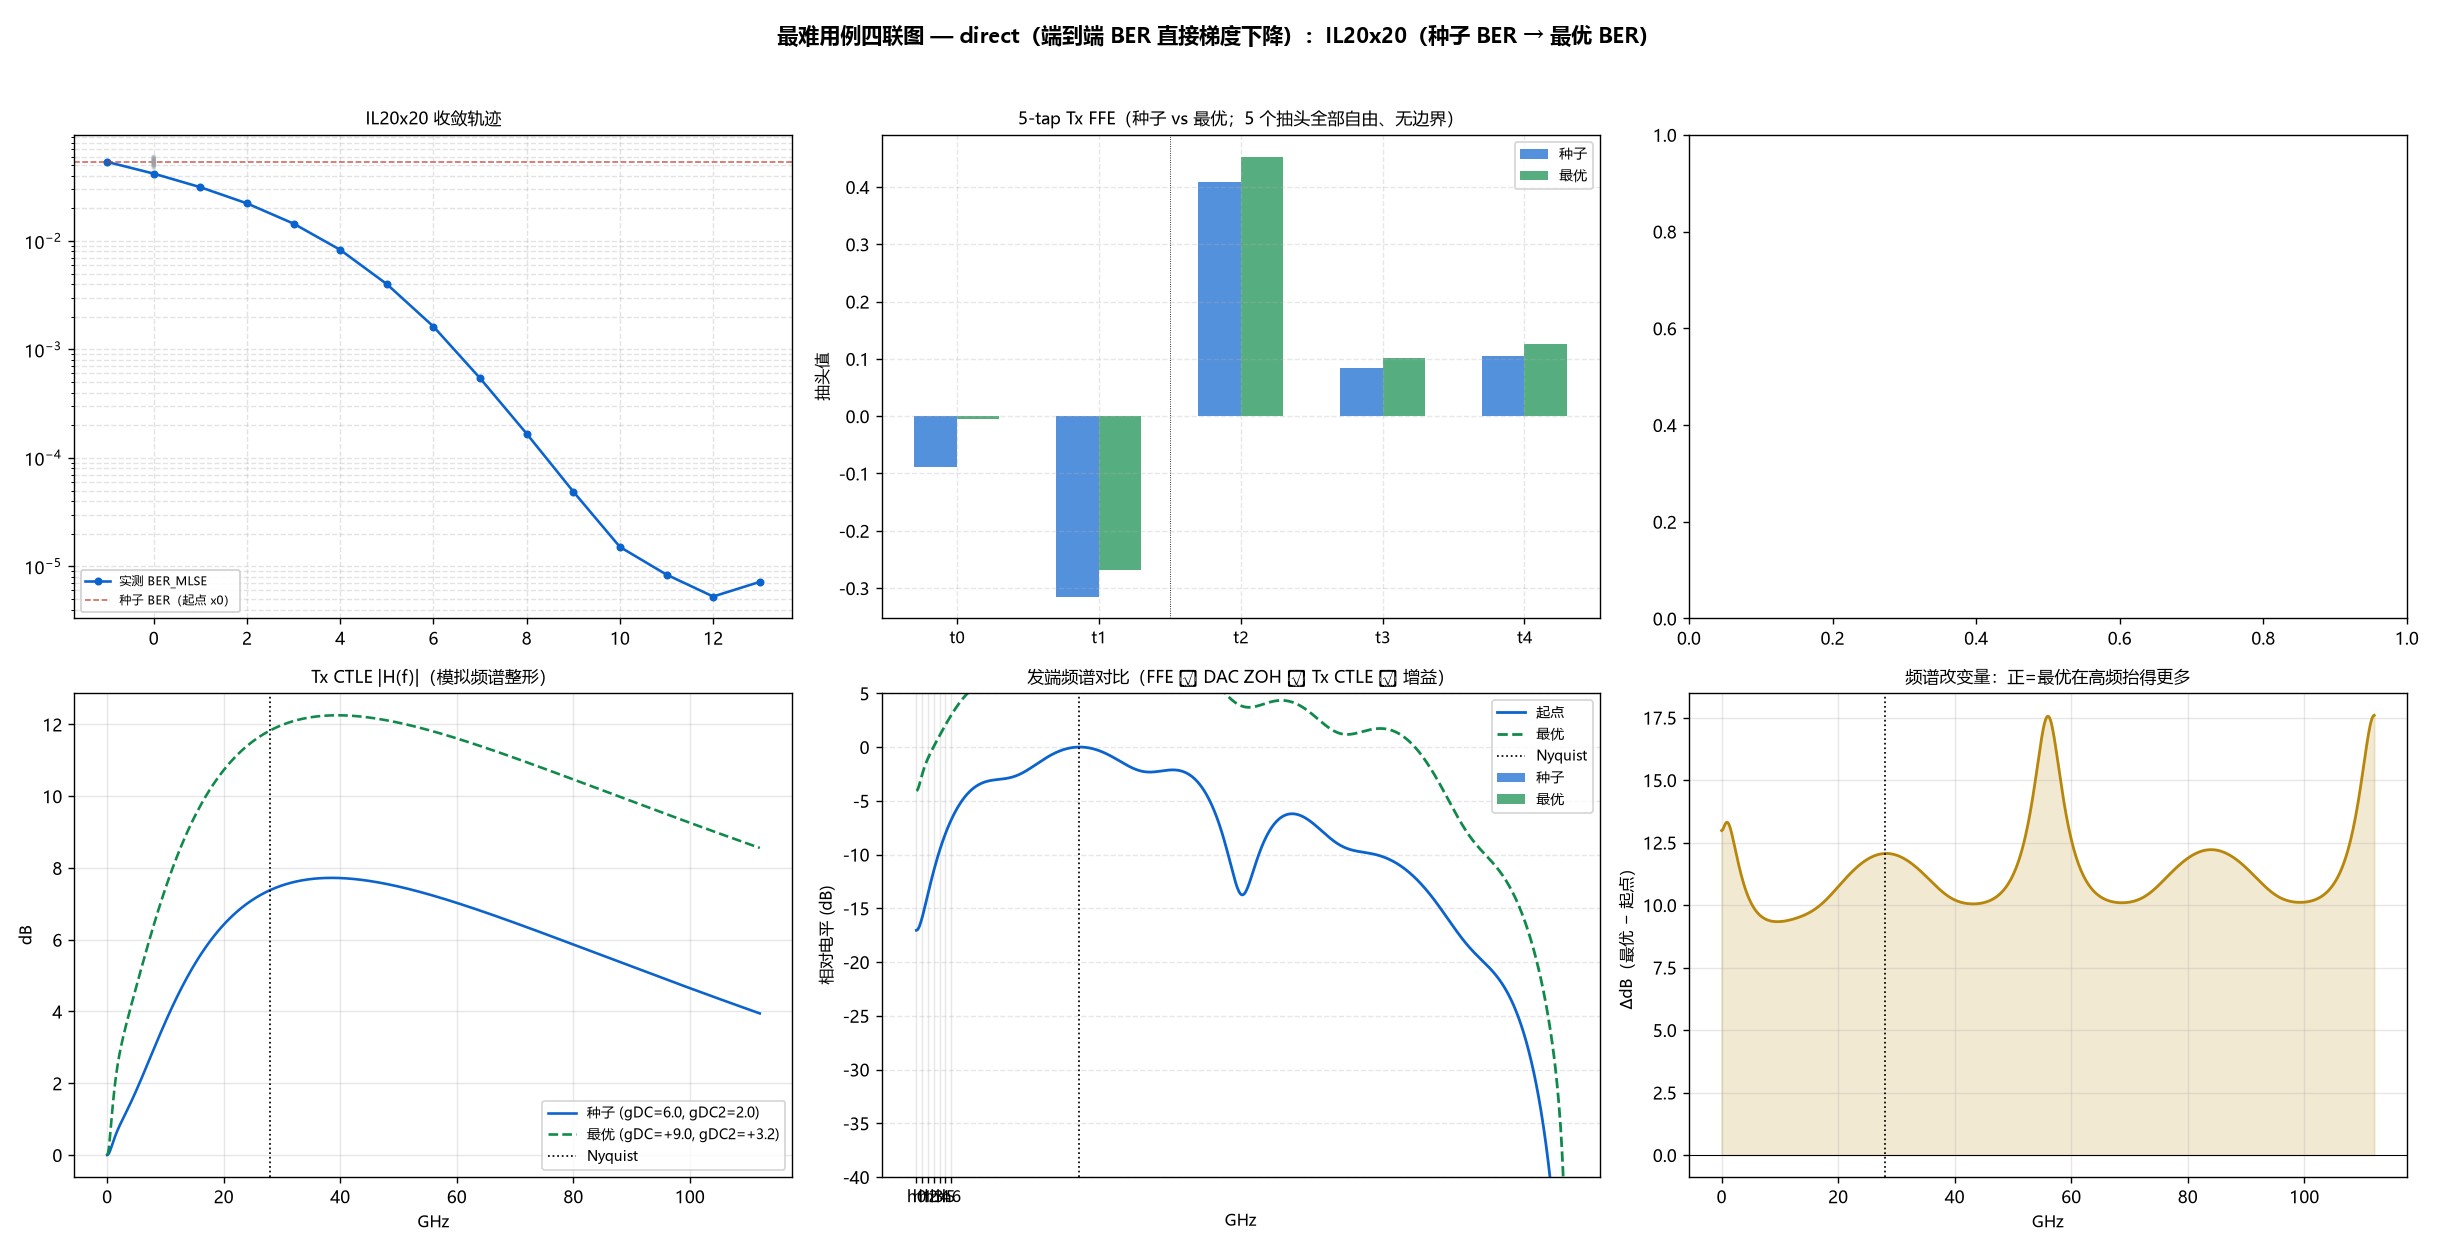 最难用例四联图 — direct（端到端 BER 直接梯度下降）：IL20x20（种子 BER → 最优 BER）
IL20x20 收敛轨迹
10⁻²
10⁻³
10⁻⁴
10⁻⁵
实测 BER_MLSE
种子 BER（起点 x0）
0 2 4 6 8 10 12
5-tap Tx FFE（种子 vs 最优；5 个抽头全部自由、无边界）
抽头值
0.4
0.3
0.2
0.1
0.0
-0.1
-0.2
-0.3
种子
最优
t0 t1 t2 t3 t4
1.0
0.8
0.6
0.4
0.2
0.0
0.0 0.2 0.4 0.6 0.8 1.0
Tx CTLE |H(f)|（模拟频谱整形）
dB
12
10
8
6
4
2
0
种子 (gDC=6.0, gDC2=2.0)
最优 (gDC=+9.0, gDC2=+3.2)
Nyquist
0 20 40 60 80 100
GHz
发端频谱对比（FFE DAC ZOH Tx CTLE 增益）
相对电平 (dB)
5
0
-5
-10
-15
-20
-25
-30
-35
-40
起点
最优
Nyquist
种子
最优
GHz
频谱改变量：正=最优在高频抬得更多
ΔdB（最优 − 起点）
17.5
15.0
12.5
10.0
7.5
5.0
2.5
0.0
0 20 40 60 80 100
GHz